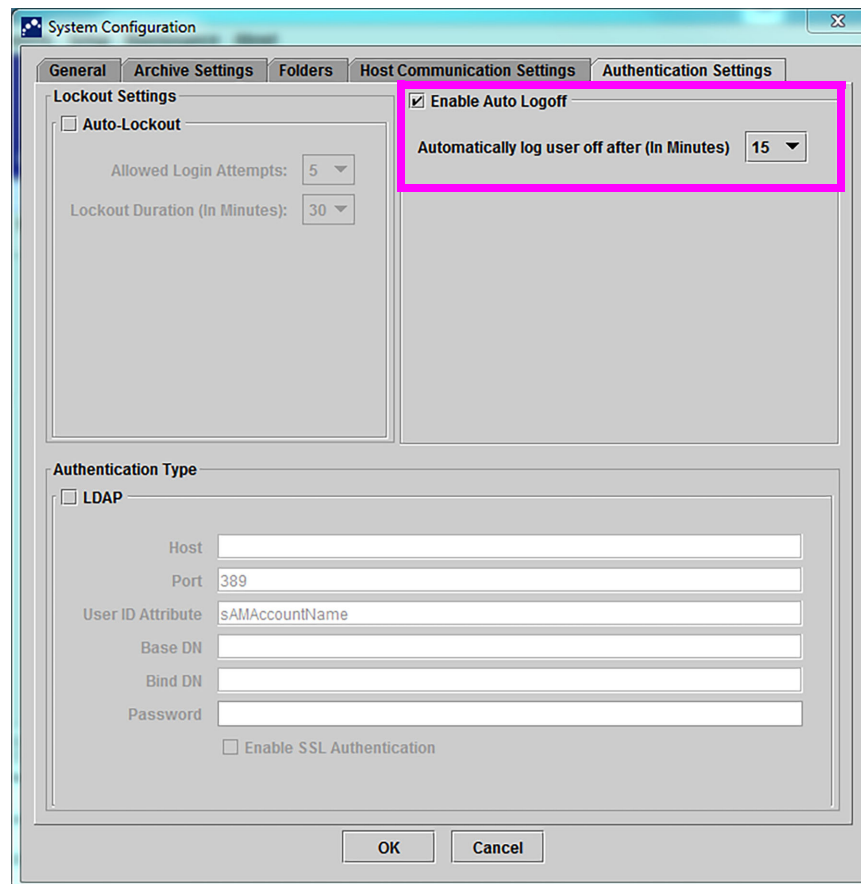 System Configuration
General Archive Settings Folders Host Communication Settings Authentication Settings
Lockout Settings
Auto-Lockout
Allowed Login Attempts: 5
Lockout Duration (In Minutes): 30
Enable Auto Logoff
Automatically log user off after (In Minutes) 15
Authentication Type
LDAP
Host
Port 389
User ID Attribute sAMAccountName
Base DN
Bind DN
Password
Enable SSL Authentication
OK Cancel